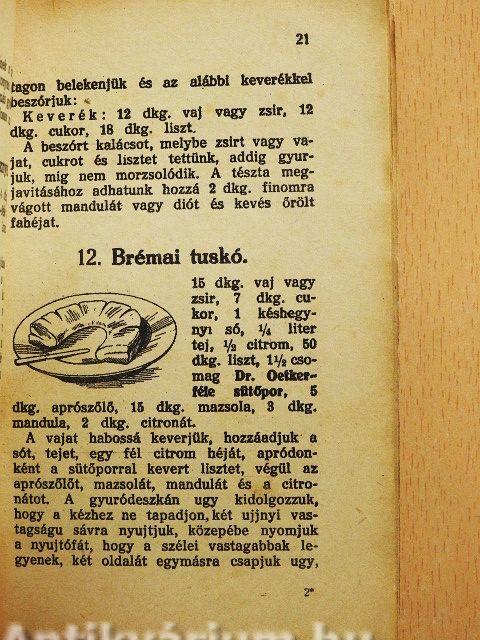 21
tagon belekenjük és az alábbi keverékkel
beszórjuk:
Keverék: 12 dkg. vaj vagy zsir, 12
dkg. cukor, 18 dkg. liszt.
A beszórt kalácsot, melybe zsirt vagy va-
jat, cukrot és lisztet tettünk, addig gyur-
juk, mig nem morzsolódik. A tészta meg-
javitásához adhatunk hozzá 2 dkg. finomra
vágott mandulát vagy diót és kevés őrölt
fahéjat.
12. Brémai tuskó.
15 dkg. vaj vagy
zsir, 7 dkg. cu-
kor, 1 késhegy-
nyi só, ¼ liter
tej, ½ citrom, 50
dkg. liszt, 1½ cso-
mag Dr. Oetker-
féle sütőpor, 5
dkg. aprószőlő, 15 dkg. mazsola, 3 dkg.
mandula, 2 dkg. citronát.
A vajat habossá keverjük, hozzáadjuk a
sót, tejet, egy fél citrom héját, apródon-
ként a sütőporral kevert lisztet, végül az
aprószőlőt, mazsolát, mandulát és a citro-
nátot. A gyuródeszkán ugy kidolgozzuk,
hogy a kézhez ne tapadjon, két ujjnyi vas-
tagságu sávra nyujtjuk, közepébe nyomjuk
a nyujtófát, hogy a szélei vastagabbak le-
gyenek, két oldalát egymásra csapjuk ugy,
2*
Antikvárium.hu